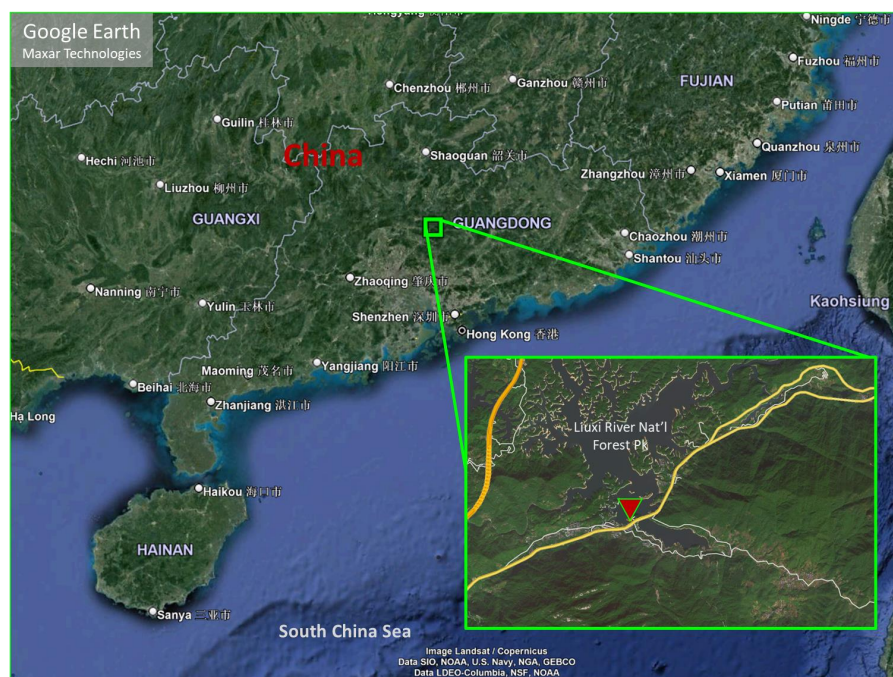 Google Earth
Maxar Technologies
Ningde 宁德市
Fuzhou 福州市
Chenzhou 郴州市
Ganzhou 赣州市
FUJIAN
Putian 莆田市
Guilin 桂林市
Quanzhou 泉州市
China
Shaoguan 韶关市
Hechi 河池市
Zhangzhou 漳州市
Xiamen 厦门市
Liuzhou 柳州市
GUANGXI
GUANGDONG
Chaozhou 潮州市
Shantou 汕头市
Zhaoqing 肇庆市
Nanning 南宁市
Kaohsiung
Yulin 玉林市
Shenzhen 深圳市
Hong Kong 香港
Yangjiang 阳江市
Maoming 茂名市
Beihai 北海市
Zhanjiang 湛江市
Hạ Long
Liuxi River Nat'l
Forest Pk
Haikou 海口市
HAINAN
Sanya 三亚市
South China Sea
Image Landsat / Copernicus
Data SIO, NOAA, U.S. Navy, NGA, GEBCO
Data LDEO-Columbia, NSF, NOAA